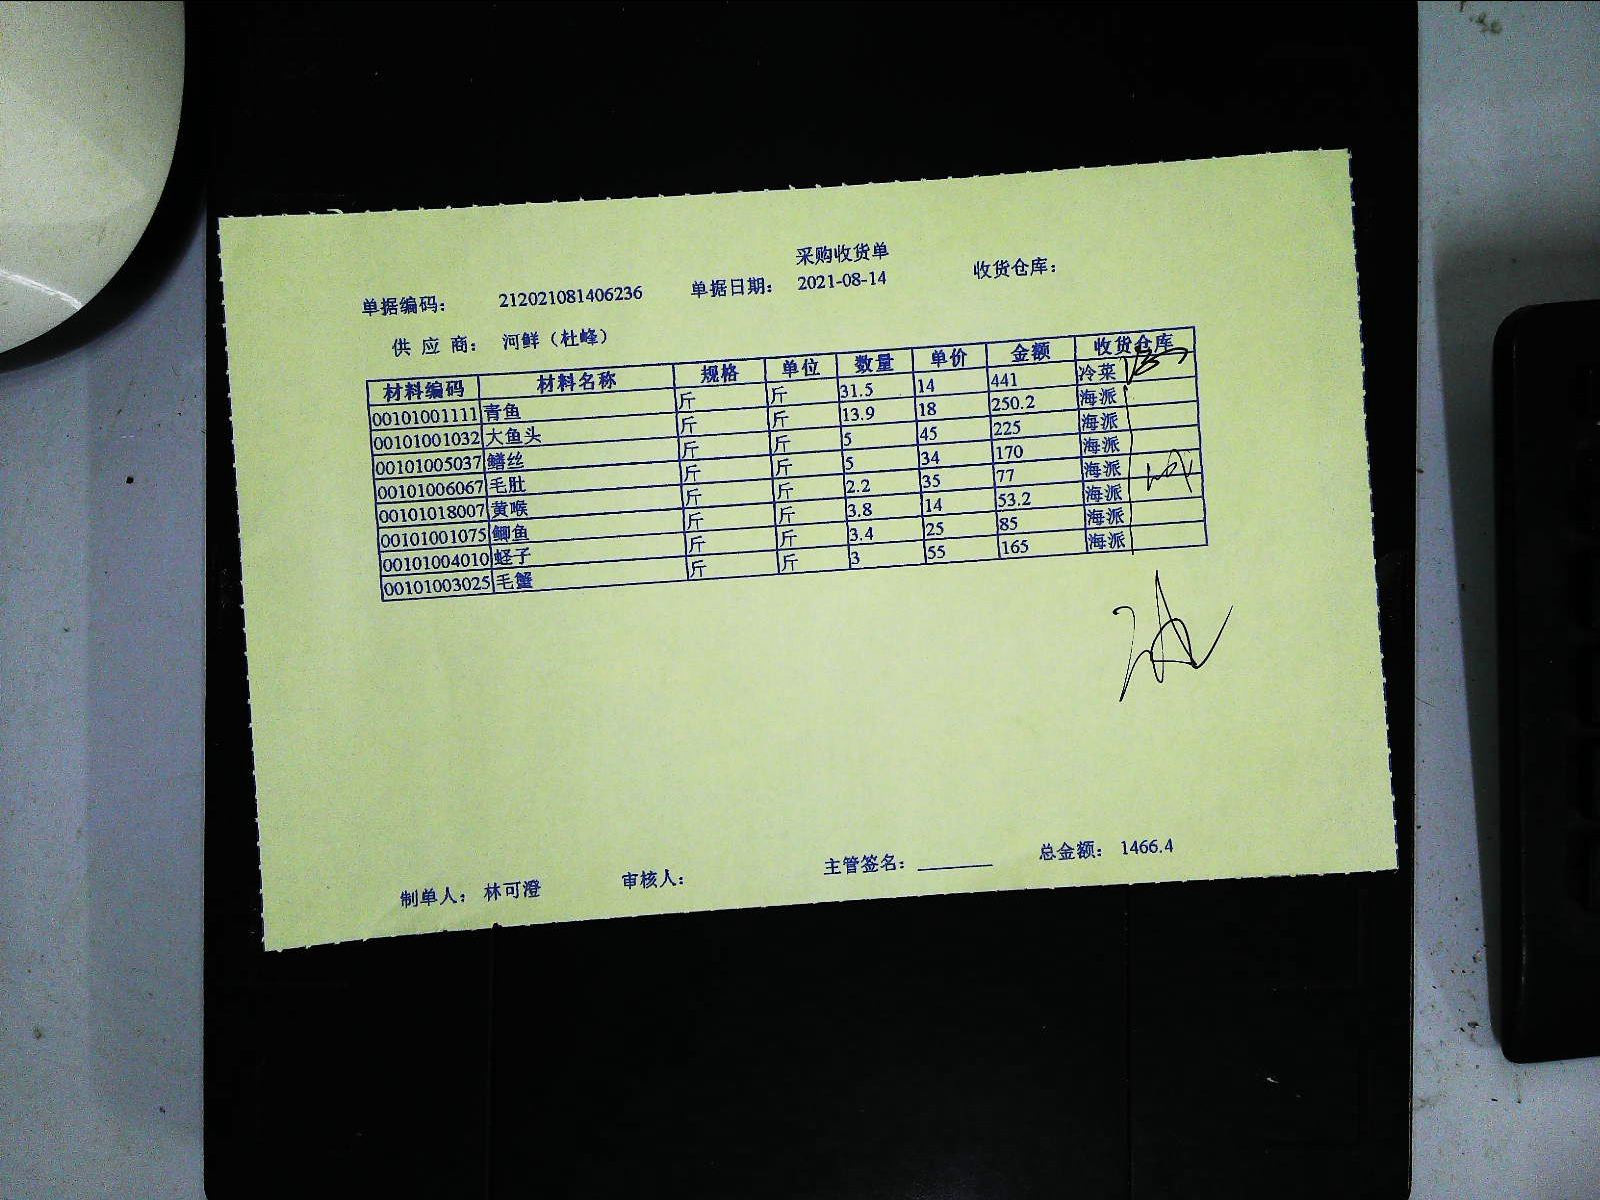 采购收货单
单据编码: 212021081406236 单据日期: 2021-08-14 收货仓库:
供 应 商: 河鲜（杜峰）
材料编码 材料名称 规格 单位 数量 单价 金额 收货仓库
00101001111 青鱼 斤 斤 31.5 14 441 冷菜
00101001032 大鱼头 斤 斤 13.9 18 250.2 海派
00101005037 鳝丝 斤 斤 5 45 225 海派
00101006067 毛肚 斤 斤 5 34 170 海派
00101018007 黄喉 斤 斤 2.2 35 77 海派
00101001075 鲫鱼 斤 斤 3.8 14 53.2 海派
00101004010 蛏子 斤 斤 3.4 25 85 海派
00101003025 毛蟹 斤 斤 3 55 165 海派
制单人: 林可澄 审核人: 主管签名: ________ 总金额: 1466.4